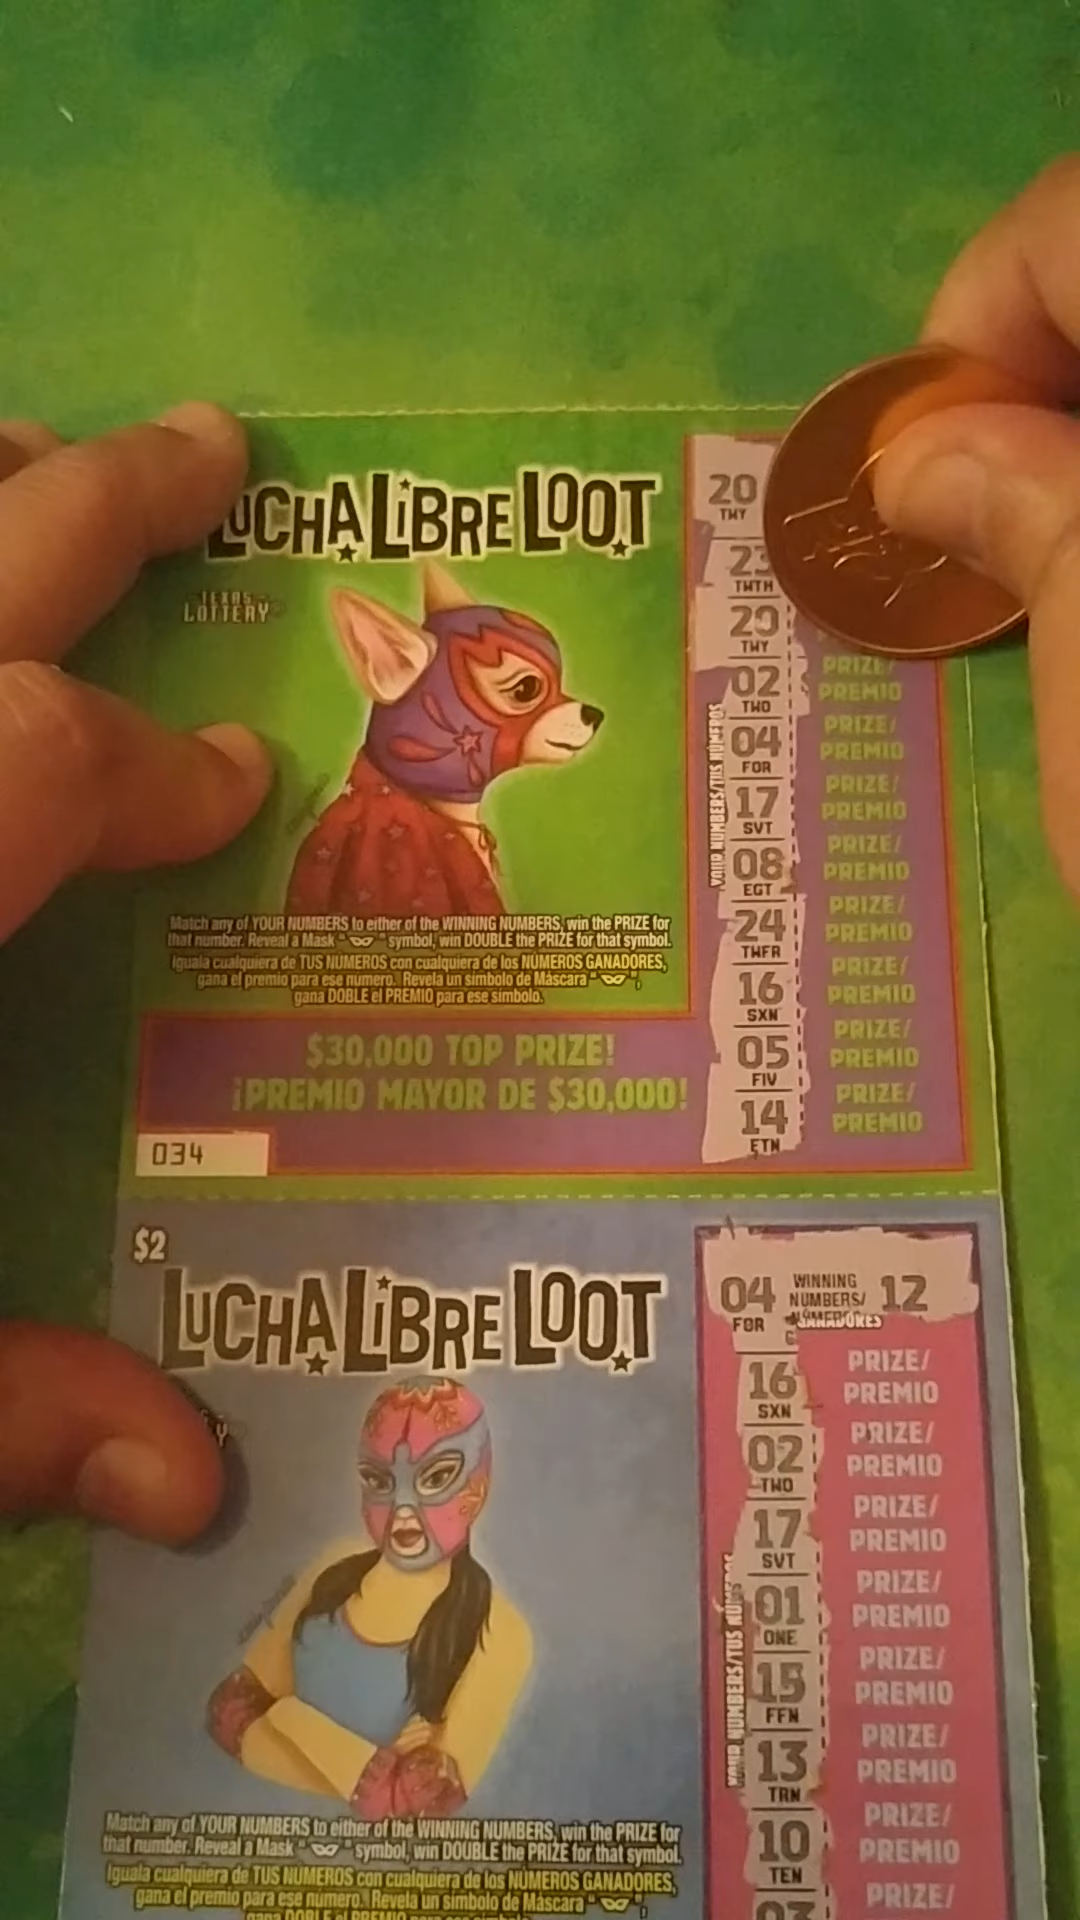 LUCHA LIBRE LOOT
TEXAS
LOTTERY
20
TWY
23
TWTH
20
TWY
02
TWO
04
FOR
17
SVT
08
EGT
24
TWFR
16
SXN
05
FIV
14
FTN
YOUR NUMBERS/TUS NÚMEROS
PRIZE/
PREMIO
PRIZE/
PREMIO
PRIZE/
PREMIO
PRIZE/
PREMIO
PRIZE/
PREMIO
PRIZE/
PREMIO
PRIZE/
PREMIO
PRIZE/
PREMIO
Match any of YOUR NUMBERS to either of the WINNING NUMBERS, win the PRIZE for
that number. Reveal a Mask " " symbol, win DOUBLE the PRIZE for that symbol.
Iguala cualquiera de TUS NÚMEROS con cualquiera de los NÚMEROS GANADORES,
gana el premio para ese número. Revela un símbolo de Máscara " ",
gana DOBLE el PREMIO para ese símbolo.
$30,000 TOP PRIZE!
¡PREMIO MAYOR DE $30,000!
034
$2
LUCHA LIBRE LOOT
04
FOR
WINNING
NUMBERS/
GANADORES
12
16
SXN
02
TWO
17
SVT
01
ONE
15
FFN
13
TRN
10
TEN
03
YOUR NUMBERS/TUS NÚMEROS
PRIZE/
PREMIO
PRIZE/
PREMIO
PRIZE/
PREMIO
PRIZE/
PREMIO
PRIZE/
PREMIO
PRIZE/
PREMIO
PRIZE/
PREMIO
PRIZE/
Match any of YOUR NUMBERS to either of the WINNING NUMBERS, win the PRIZE for
that number. Reveal a Mask " " symbol, win DOUBLE the PRIZE for that symbol.
Iguala cualquiera de TUS NÚMEROS con cualquiera de los NÚMEROS GANADORES,
gana el premio para ese número. Revela un símbolo de Máscara " ",
gana DOBLE el PREMIO para ese símbolo.